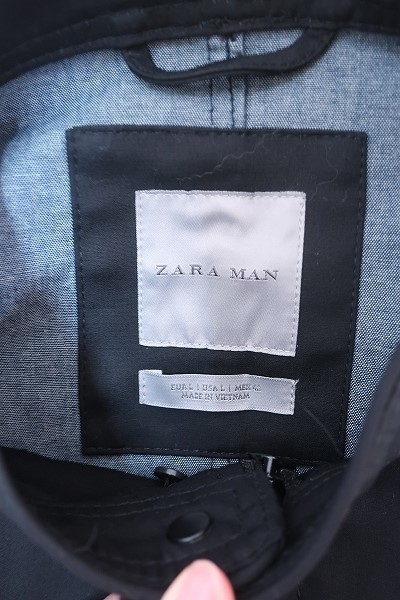 ZARA MAN
EUR L | USA L | MEX 42
MADE IN VIETNAM